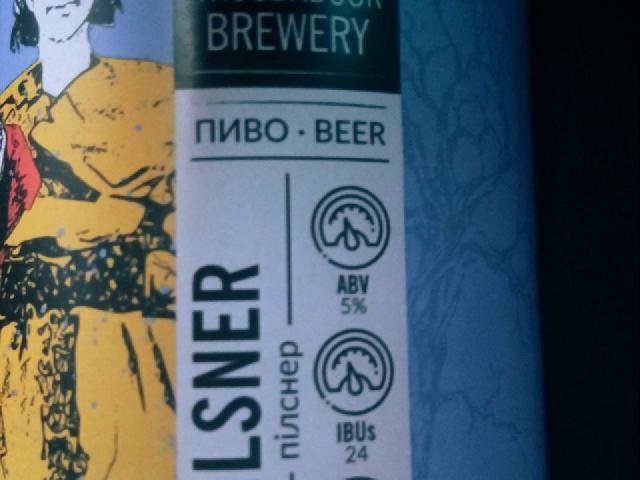 BREWERY
ПИВО · BEER
ABV
5%
IBUs
24
LSNER
пілснер